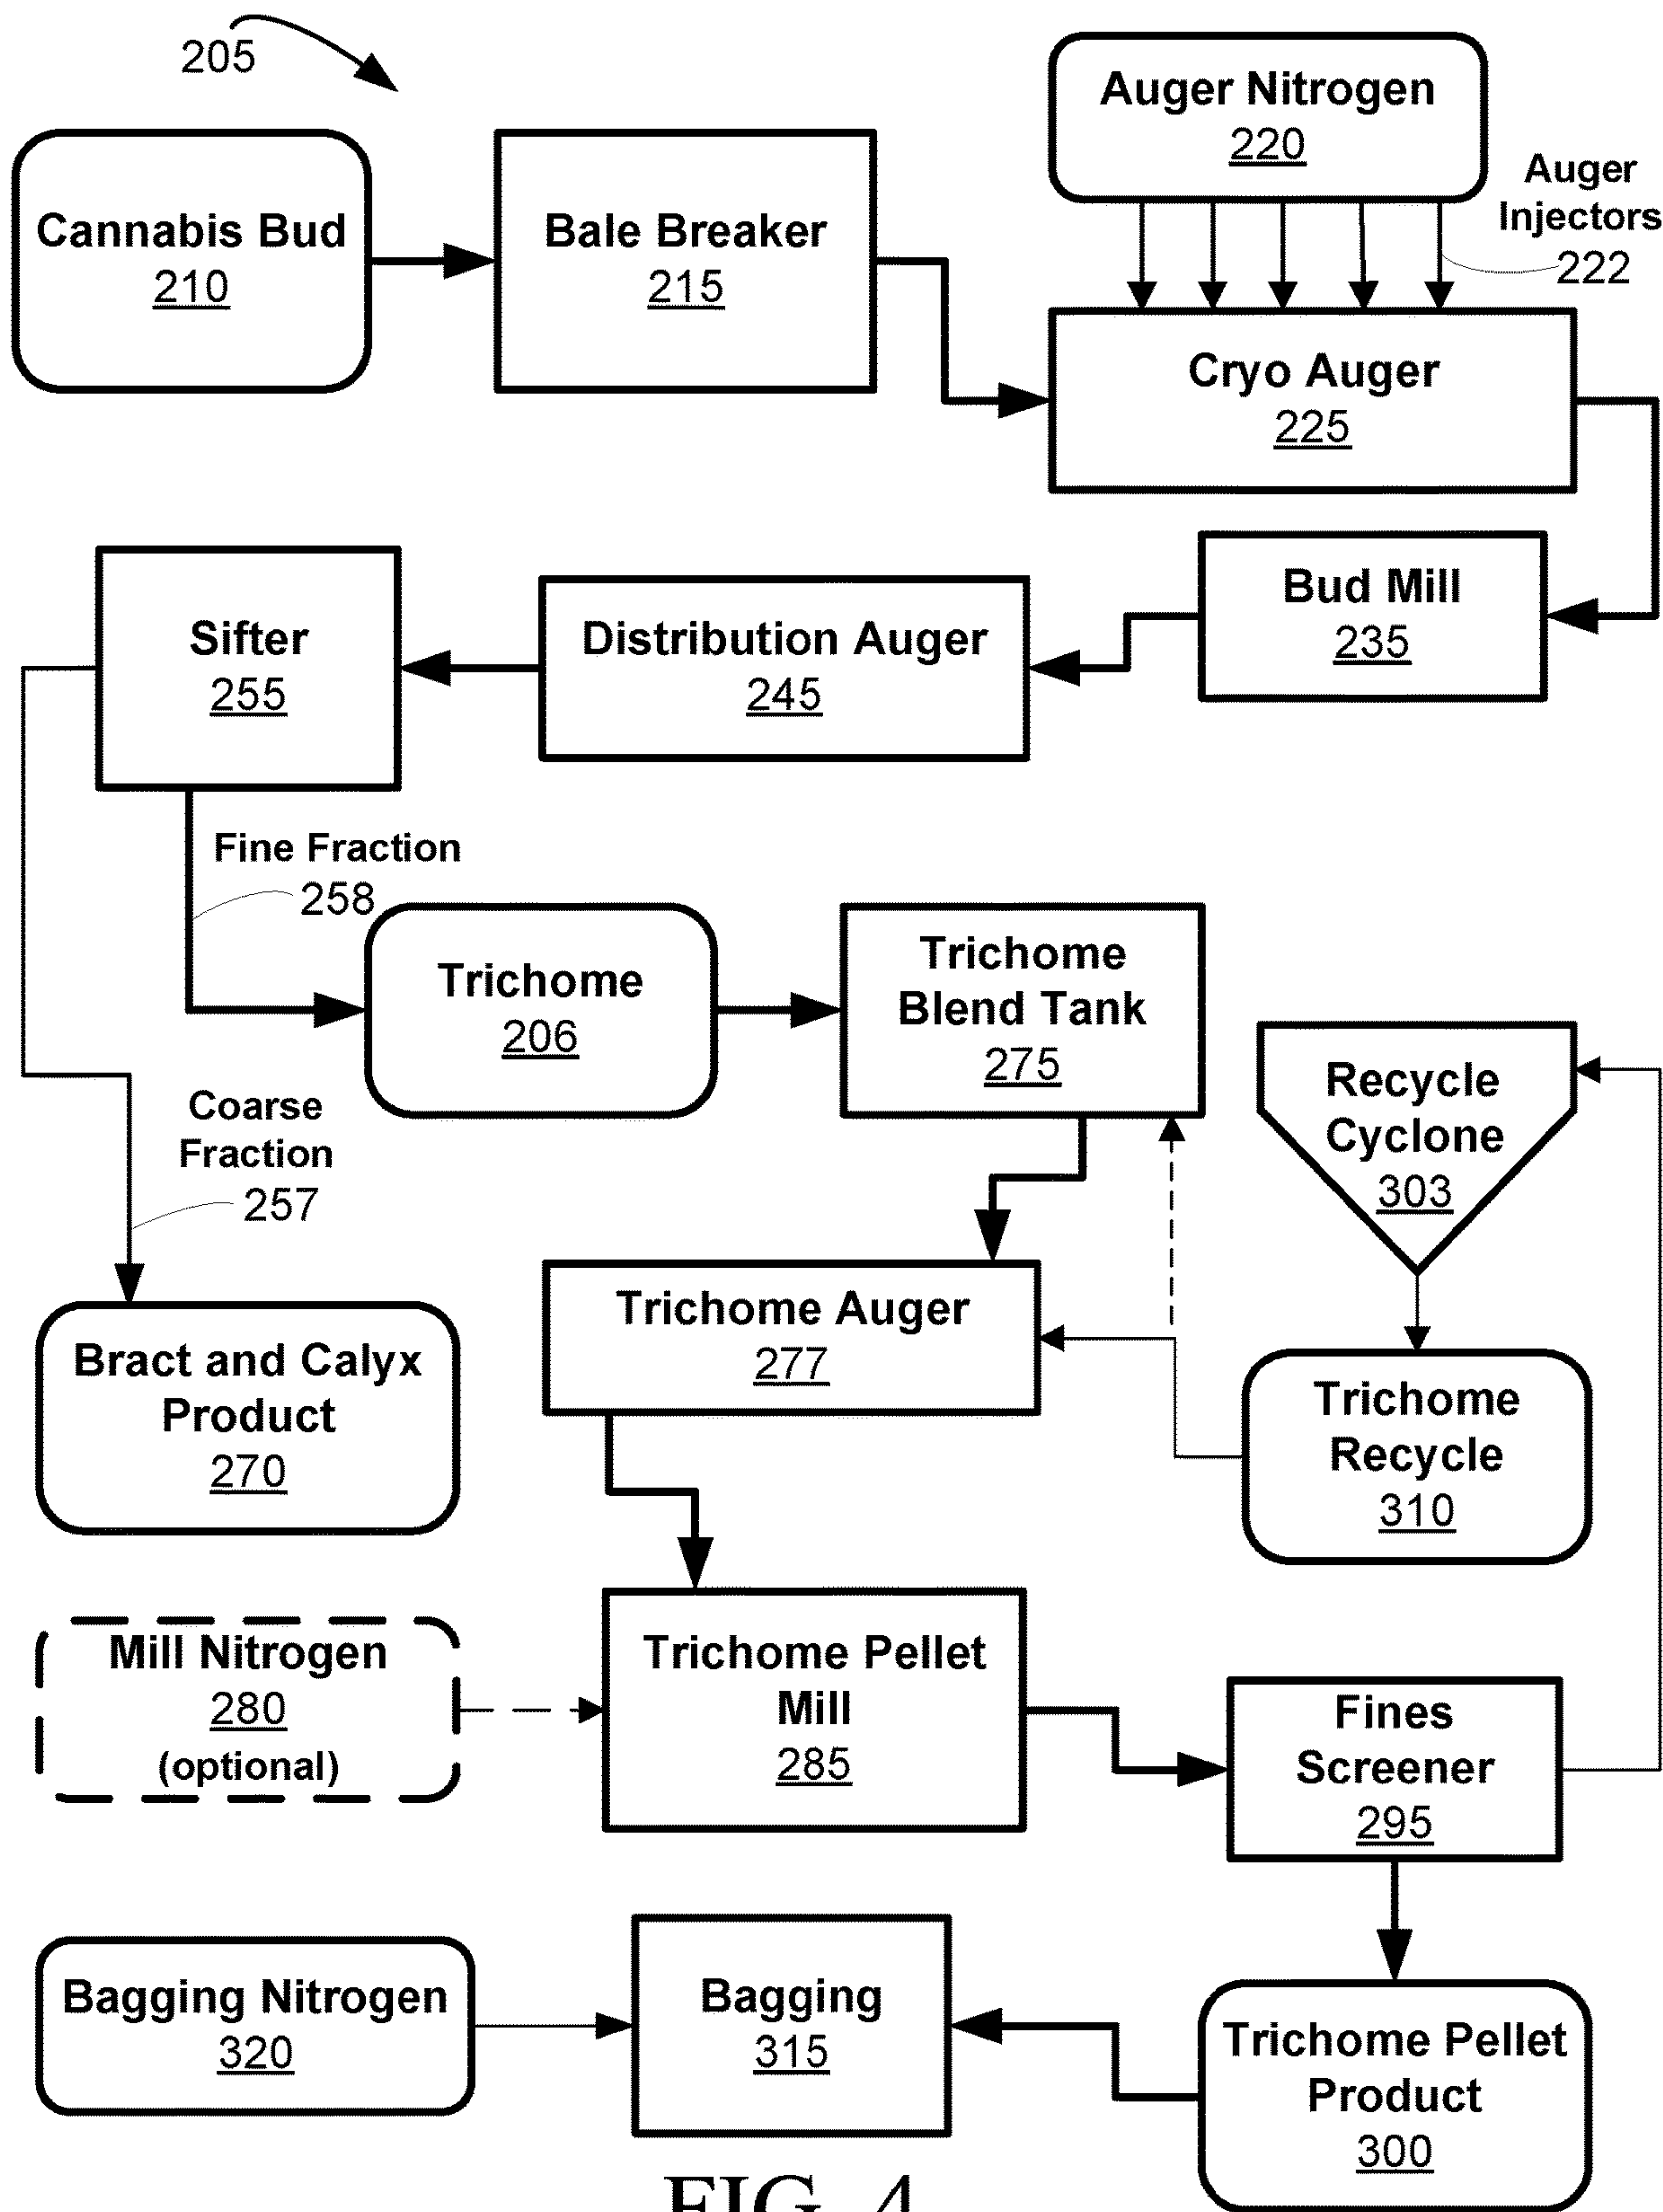 205
Auger Nitrogen
220
Auger
Injectors
222
Cannabis Bud
210
Bale Breaker
215
Cryo Auger
225
Sifter
255
Distribution Auger
245
Bud Mill
235
Fine Fraction
258
Trichome
206
Trichome
Blend Tank
275
Recycle
Cyclone
303
Coarse
Fraction
257
Trichome Auger
277
Bract and Calyx
Product
270
Trichome
Recycle
310
Mill Nitrogen
280
(optional)
Trichome Pellet
Mill
285
Fines
Screener
295
Bagging Nitrogen
320
Bagging
315
Trichome Pellet
Product
300
FIG. 4